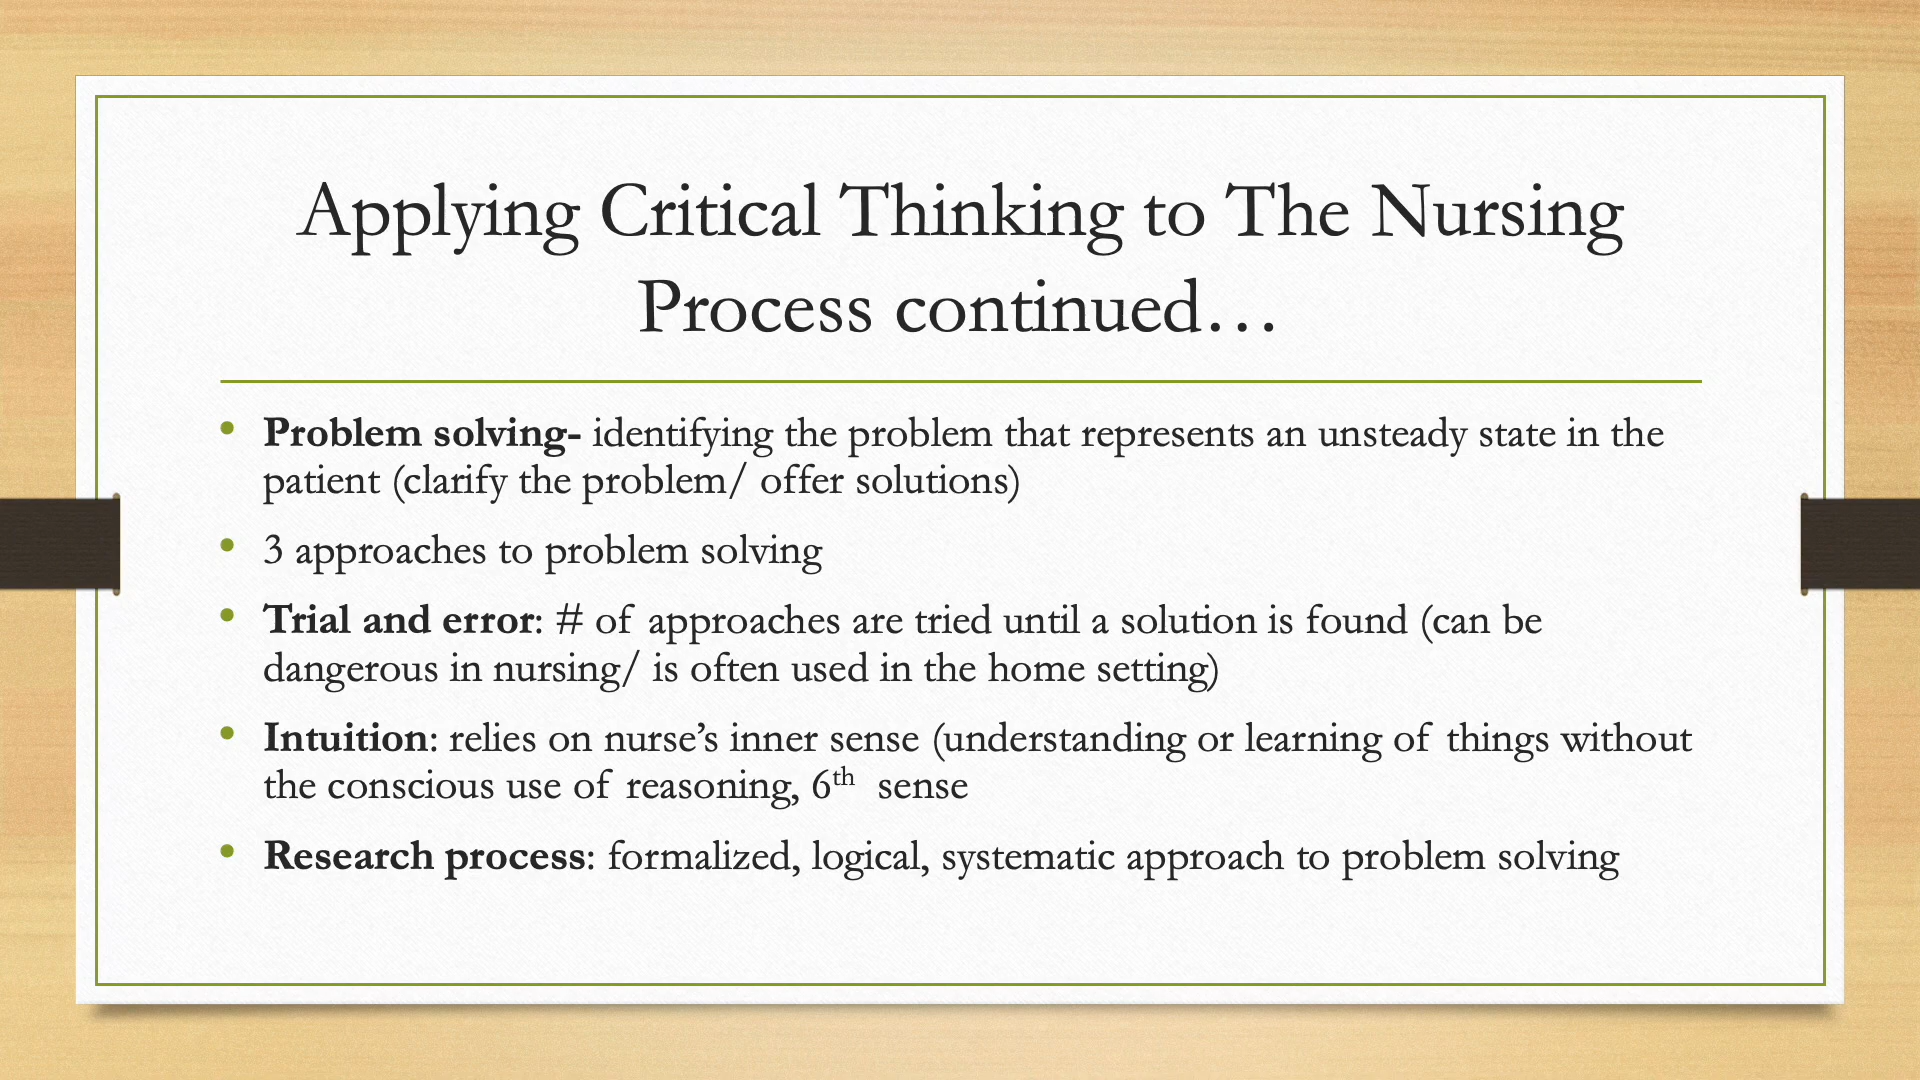 Applying Critical Thinking to The Nursing
Process continued…
• Problem solving- identifying the problem that represents an unsteady state in the
patient (clarify the problem/ offer solutions)
• 3 approaches to problem solving
• Trial and error: # of approaches are tried until a solution is found (can be
dangerous in nursing/ is often used in the home setting)
• Intuition: relies on nurse’s inner sense (understanding or learning of things without
the conscious use of reasoning, 6th sense
• Research process: formalized, logical, systematic approach to problem solving